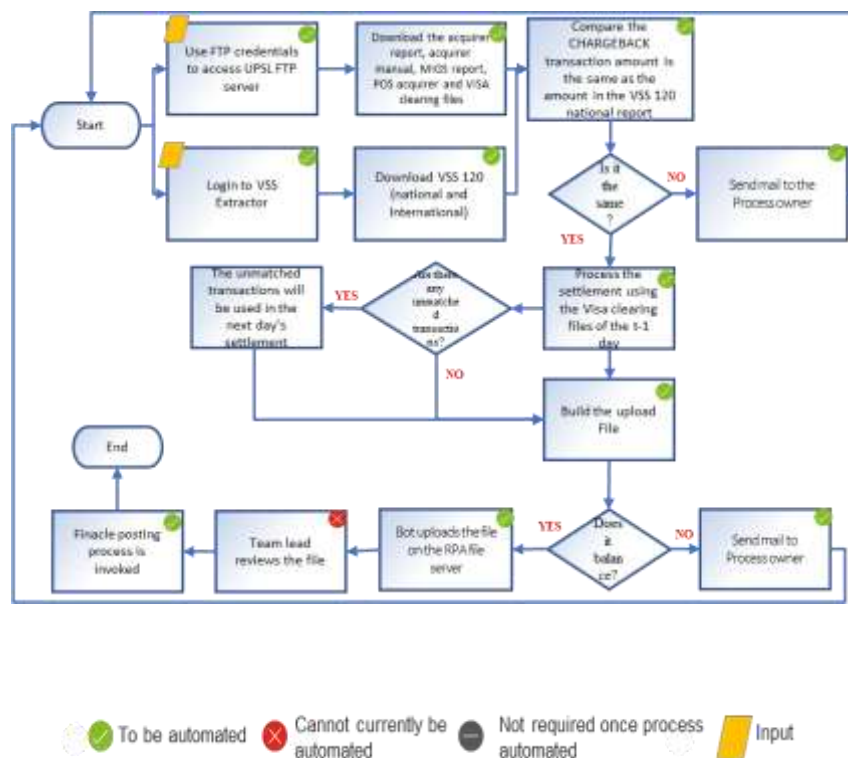 Use FTP credentials
to access UPSL FTP
server
Download the acquirer
report, acquirer
manual, MIGS report,
POS acquirer and VISA
clearing files
Compare the CHARGEBACK
transaction amount is
the same as the
amount in the VSS 120
national report
Start
Login to VSS
Extractor
Download VSS 120
(national and
International)
Is it
the
same
?
NO
Send mail to the
Process owner
YES
The unmatched
transactions will
be used in the
next day's
settlement
YES
there
any
unmatche
d
transactio
ns?
Process the
settlement using
the Visa clearing
files of the t-1
day
NO
Build the upload
File
End
Finacle posting
process is
invoked
Team lead
reviews the file
Bot uploads the file
on the RPA file
server
YES
Does
it
balan
ce?
NO
Send mail to
Process owner
To be automated
Cannot currently be
automated
Not required once process
automated
Input